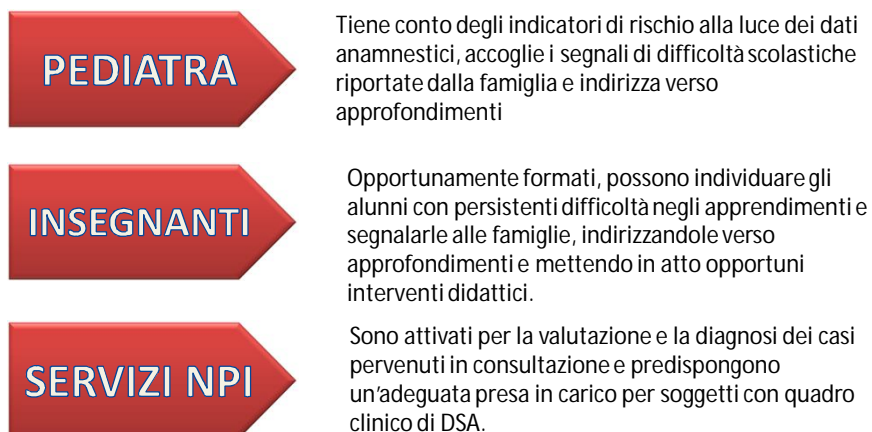 PEDIATRA
Tiene conto degli indicatori di rischio alla luce dei dati
anamnestici, accoglie i segnali di difficoltà scolastiche
riportate dalla famiglia e indirizza verso
approfondimenti
INSEGNANTI
Opportunamente formati, possono individuare gli
alunni con persistenti difficoltà negli apprendimenti e
segnalarle alle famiglie, indirizzandole verso
approfondimenti e mettendo in atto opportuni
interventi didattici.
SERVIZI NPI
Sono attivati per la valutazione e la diagnosi dei casi
pervenuti in consultazione e predispongono
un'adeguata presa in carico per soggetti con quadro
clinico di DSA.